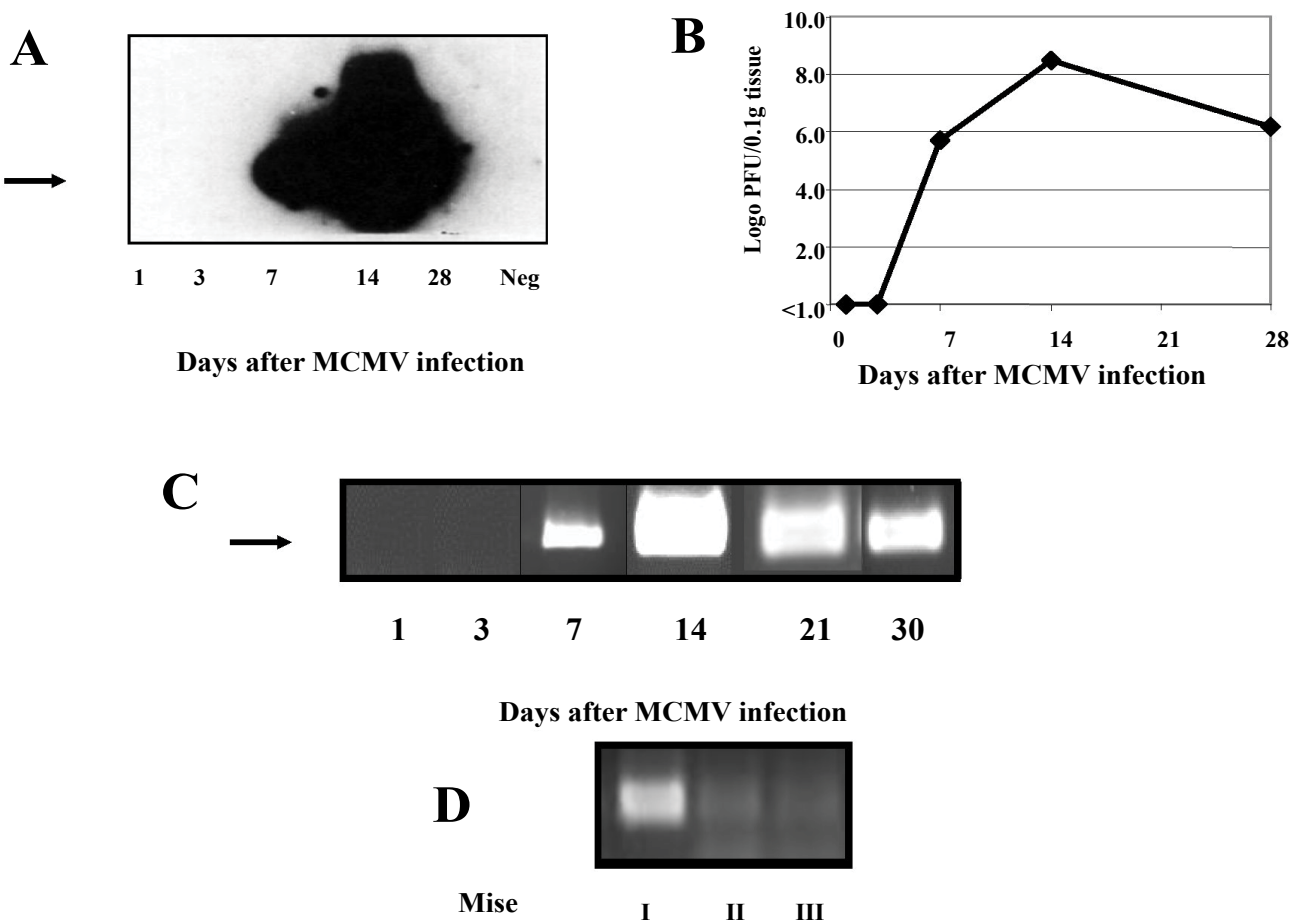 A
1 3 7 14 28 Neg
Days after MCMV infection
B
Logo PFU/0.1g tissue
10.0
8.0
6.0
4.0
2.0
<1.0
0 7 14 21 28
Days after MCMV infection
C
1 3 7 14 21 30
Days after MCMV infection
D
Mise I II III